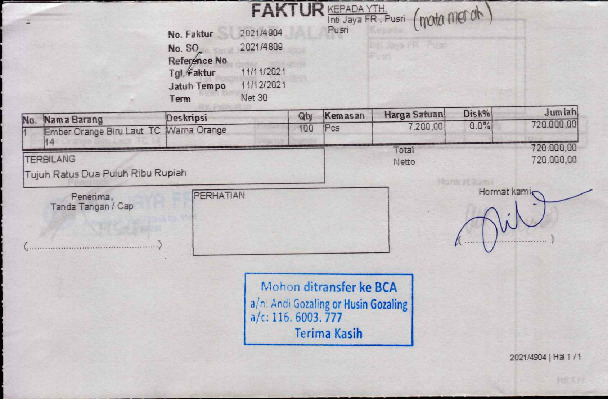 FAKTUR
KEPADA YTH.
Inti Jaya FR , Pusri
Pusri
(mata merah)
No. Faktur 2021/4904
No. SO 2021/4809
Reference No
Tgl. Faktur 11/11/2021
Jatuh Tempo 11/12/2021
Term Net 30
No. Nama Barang Deskripsi Qty Kemasan Harga Satuan Disk% Jumlah
1 Ember Orange Biru Laut TC Warna Orange 100 Pcs 7.200,00 0.0% 720.000,00
14
Total 720.000,00
Netto 720.000,00
TERBILANG
Tujuh Ratus Dua Puluh Ribu Rupiah
Penerima,
Tanda Tangan / Cap
PERHATIAN
Hormat kami
(............................................)
(............................)
Mohon ditransfer ke BCA
a/n: Andi Gozaling or Husin Gozaling
a/c: 116. 6003. 777
Terima Kasih
2021/4904 | Hal 1 / 1